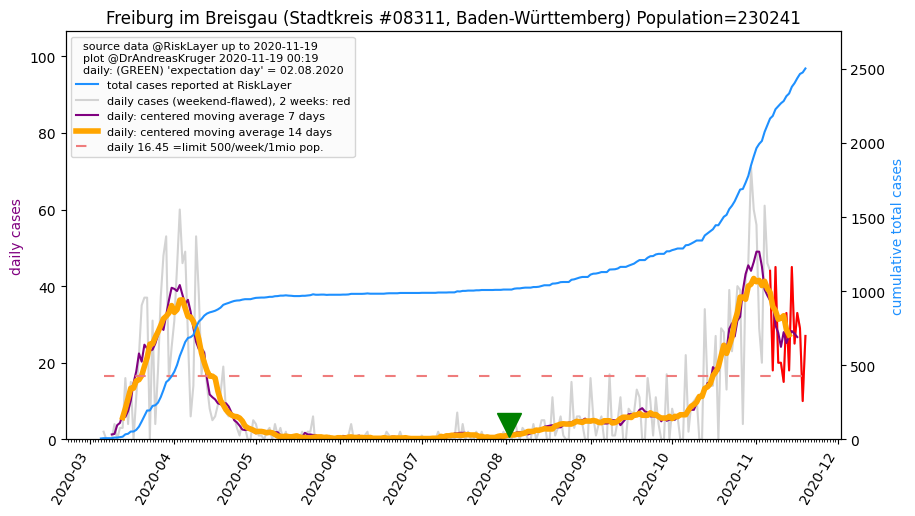 Freiburg im Breisgau (Stadtkreis #08311, Baden-Württemberg) Population=230241
source data @RiskLayer up to 2020-11-19
plot @DrAndreasKruger 2020-11-19 00:19
daily: (GREEN) 'expectation day' = 02.08.2020
total cases reported at RiskLayer
daily cases (weekend-flawed), 2 weeks: red
daily: centered moving average 7 days
daily: centered moving average 14 days
daily 16.45 =limit 500/week/1mio pop.
daily cases
100
80
60
40
20
0
cumulative total cases
2500
2000
1500
1000
500
0
2020-03
2020-04
2020-05
2020-06
2020-07
2020-08
2020-09
2020-10
2020-11
2020-12